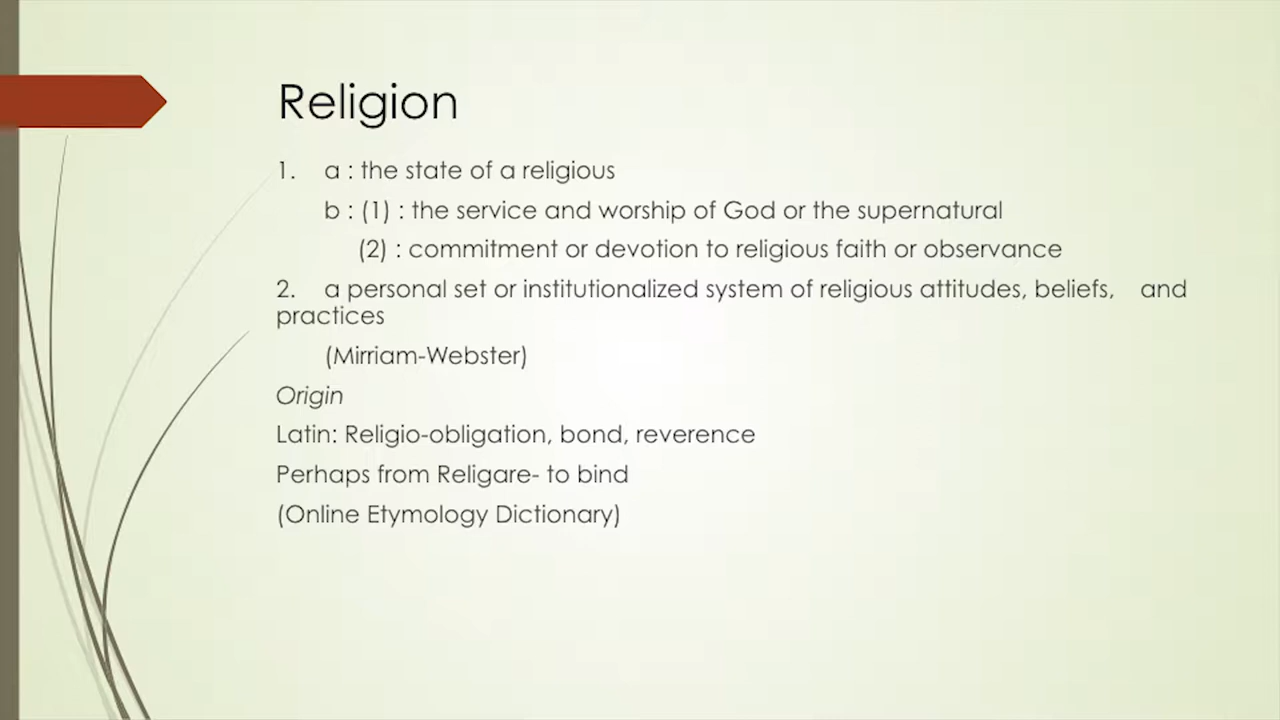 Religion
1. a : the state of a religious
b : (1) : the service and worship of God or the supernatural
(2) : commitment or devotion to religious faith or observance
2. a personal set or institutionalized system of religious attitudes, beliefs, and
practices
(Mirriam-Webster)
Origin
Latin: Religio-obligation, bond, reverence
Perhaps from Religare- to bind
(Online Etymology Dictionary)